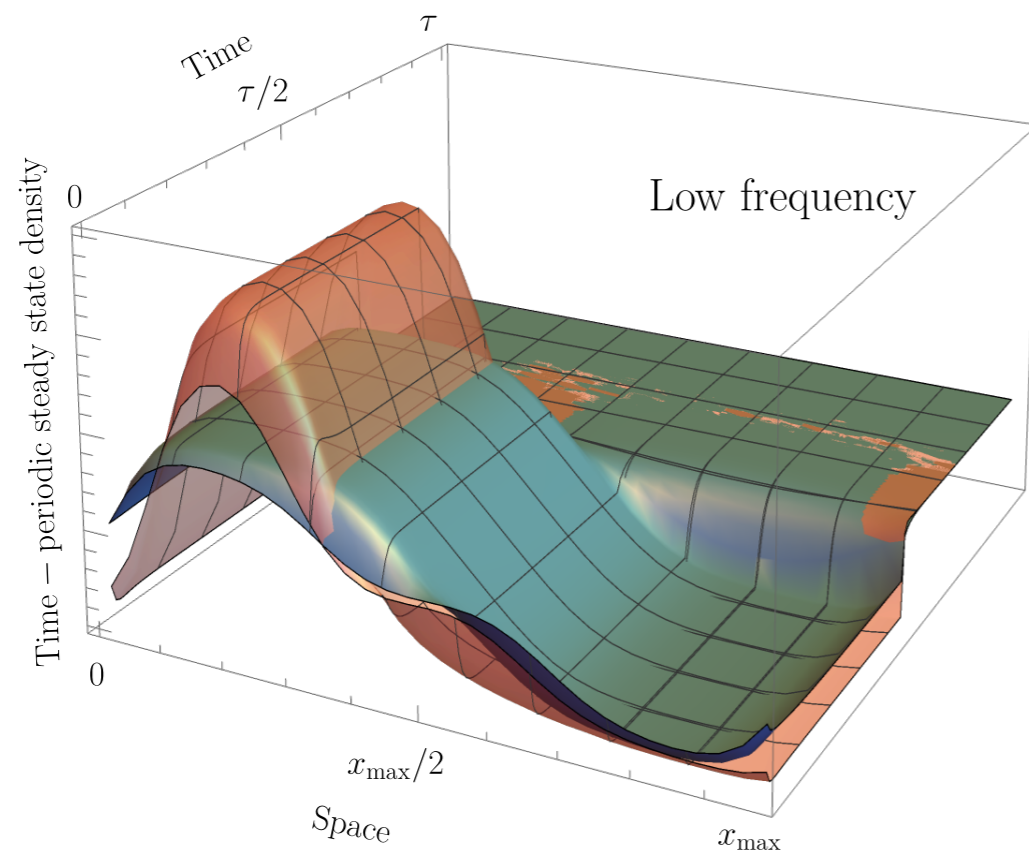 τ
Time
τ/2
0
Low frequency
Time − periodic steady state density
0
x_max/2
Space
x_max